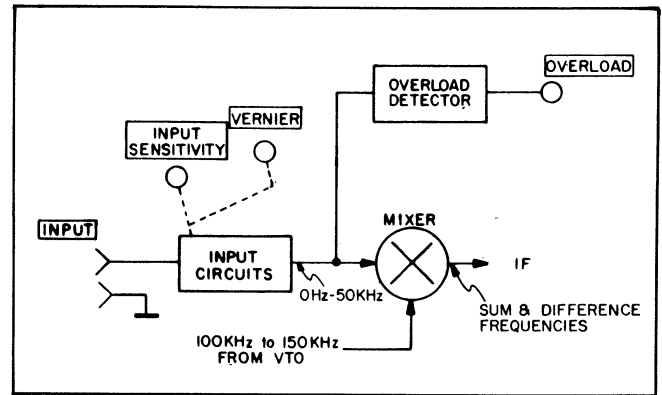 OVERLOAD
OVERLOAD
DETECTOR
VERNIER
INPUT
SENSITIVITY
MIXER
INPUT
INPUT
CIRCUITS
IF
0Hz-50KHz
SUM & DIFFERENCE
FREQUENCIES
100KHz to 150KHz
FROM VTO